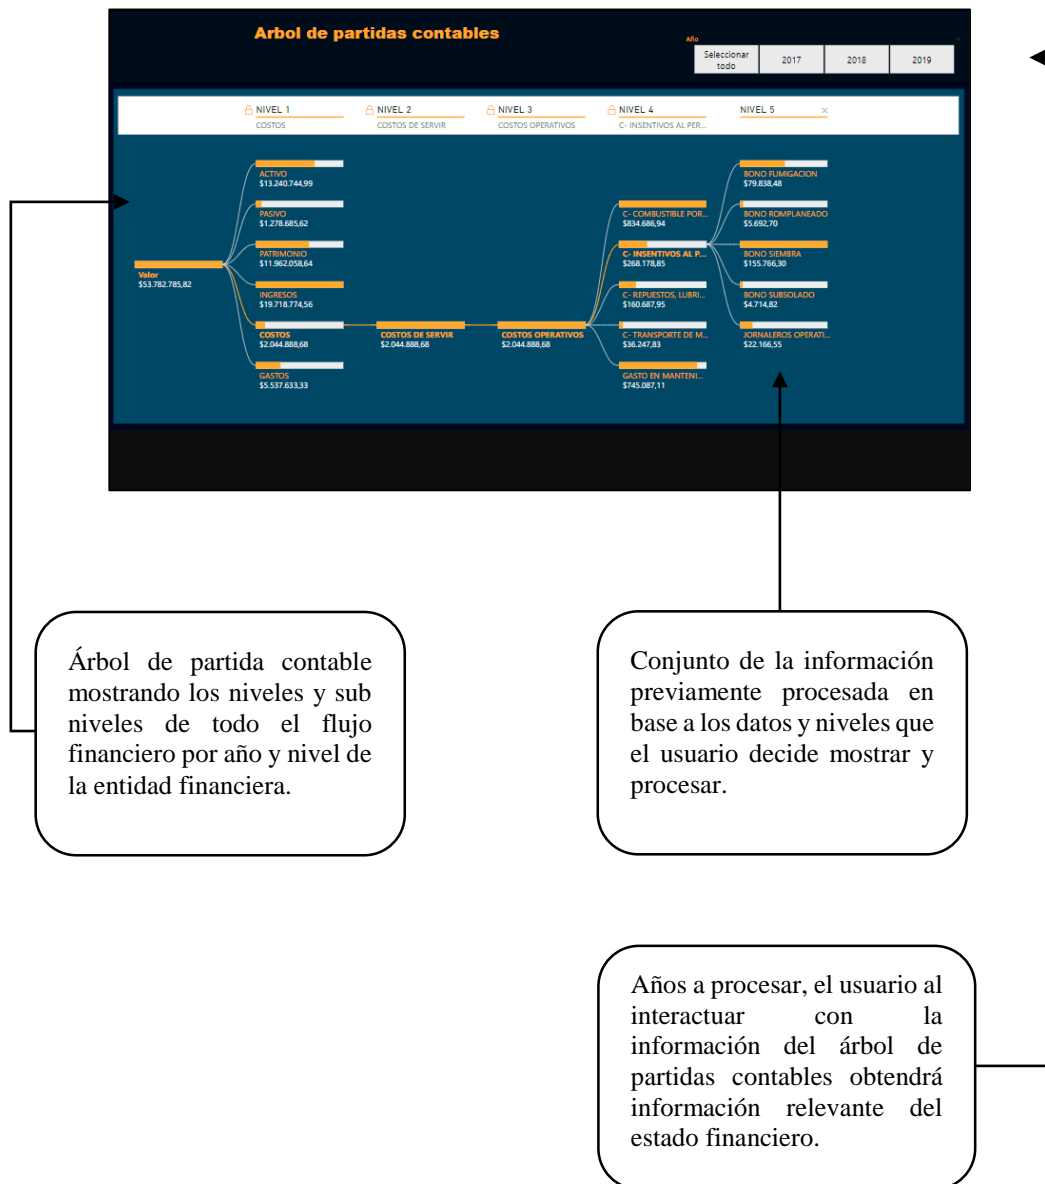 Arbol de partidas contables
Año
Seleccionar todo
2017
2018
2019
NIVEL 1
COSTOS
NIVEL 2
COSTOS DE SERVIR
NIVEL 3
COSTOS OPERATIVOS
NIVEL 4
C- INSENTIVOS AL PER...
NIVEL 5
Valor
$53.782.785,82
ACTIVO
$13.240.744,99
PASIVO
$1.278.685,62
PATRIMONIO
$11.962.058,64
INGRESOS
$19.718.774,56
COSTOS
$2.044.888,68
GASTOS
$5.537.633,33
COSTOS DE SERVIR
$2.044.888,68
COSTOS OPERATIVOS
$2.044.888,68
C- COMBUSTIBLE POR...
$834.686,94
C- INSENTIVOS AL P...
$268.178,85
C- REPUESTOS, LUBRI...
$160.687,95
C- TRANSPORTE DE M...
$36.247,83
GASTO EN MANTENI...
$745.087,11
BONO FUMIGACION
$79.838,48
BONO ROMPLANEADO
$5.692,70
BONO SIEMBRA
$155.766,30
BONO SUBSOLADO
$4.714,82
JORNALEROS OPERATI...
$22.166,55
Árbol de partida contable
mostrando los niveles y sub
niveles de todo el flujo
financiero por año y nivel de
la entidad financiera.
Conjunto de la información
previamente procesada en
base a los datos y niveles que
el usuario decide mostrar y
procesar.
Años a procesar, el usuario al
interactuar con la
información del árbol de
partidas contables obtendrá
información relevante del
estado financiero.